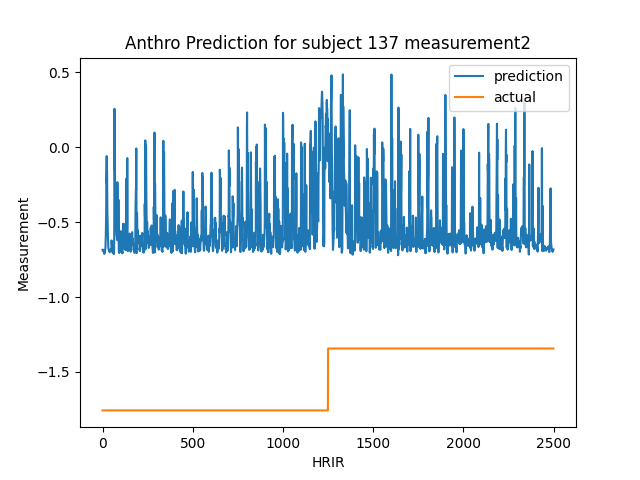 Anthro Prediction for subject 137 measurement2
prediction
actual
Measurement
0.5
0.0
−0.5
−1.0
−1.5
0
500
1000
1500
2000
2500
HRIR